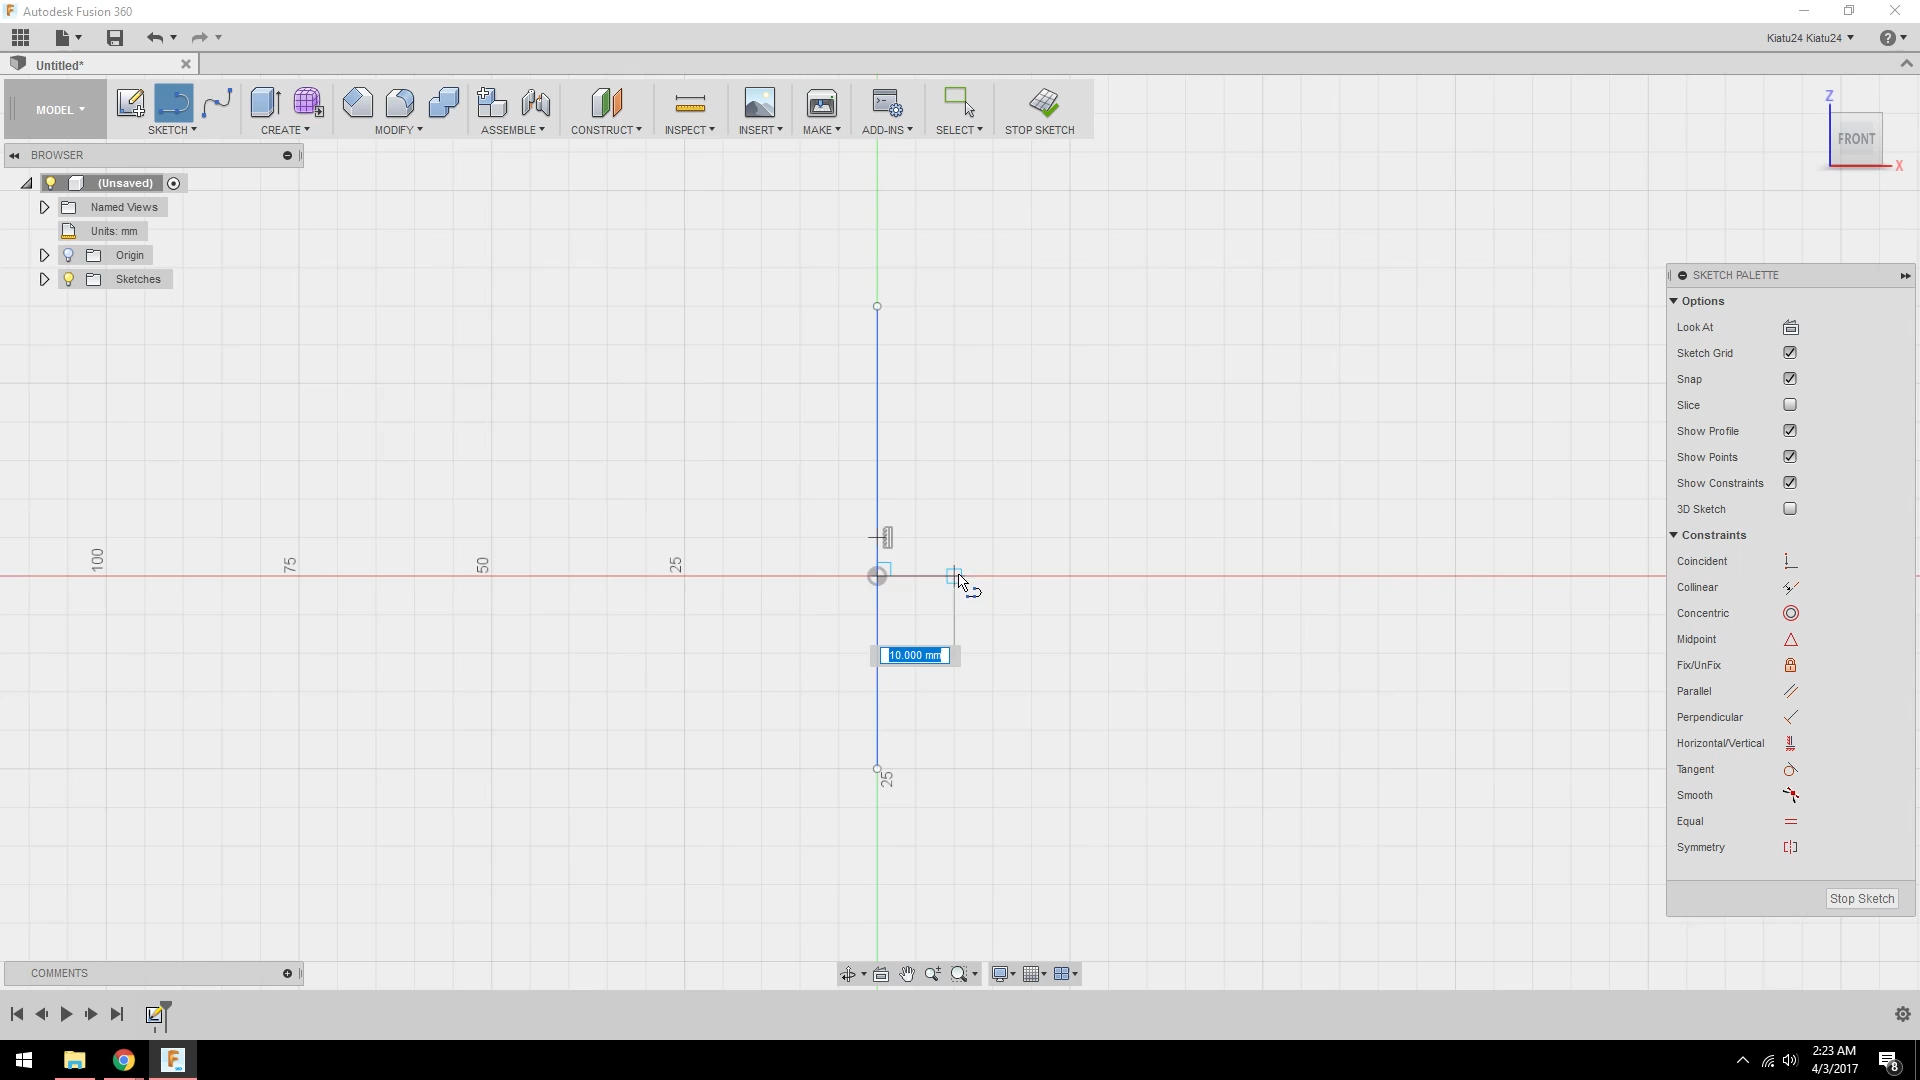 Autodesk Fusion 360
Kiatu24 Kiatu24
Untitled*
MODEL
SKETCH
CREATE
MODIFY
ASSEMBLE
CONSTRUCT
INSPECT
INSERT
MAKE
ADD-INS
SELECT
STOP SKETCH
Z
FRONT
X
BROWSER
(Unsaved)
Named Views
Units: mm
Origin
Sketches
SKETCH PALETTE
Options
Look At
Sketch Grid
Snap
Slice
Show Profile
Show Points
Show Constraints
3D Sketch
Constraints
Coincident
Collinear
Concentric
Midpoint
Fix/UnFix
Parallel
Perpendicular
Horizontal/Vertical
Tangent
Smooth
Equal
Symmetry
Stop Sketch
100
75
50
25
10.000 mm
25
COMMENTS
2:23 AM
4/3/2017
8